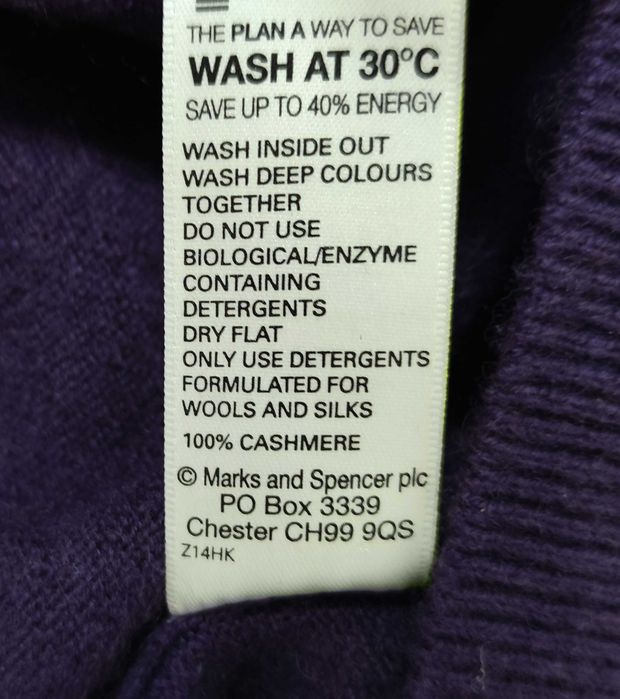 THE PLAN A WAY TO SAVE
WASH AT 30°C
SAVE UP TO 40% ENERGY
WASH INSIDE OUT
WASH DEEP COLOURS
TOGETHER
DO NOT USE
BIOLOGICAL/ENZYME
CONTAINING
DETERGENTS
DRY FLAT
ONLY USE DETERGENTS
FORMULATED FOR
WOOLS AND SILKS
100% CASHMERE
© Marks and Spencer plc
PO Box 3339
Chester CH99 9QS
Z14HK